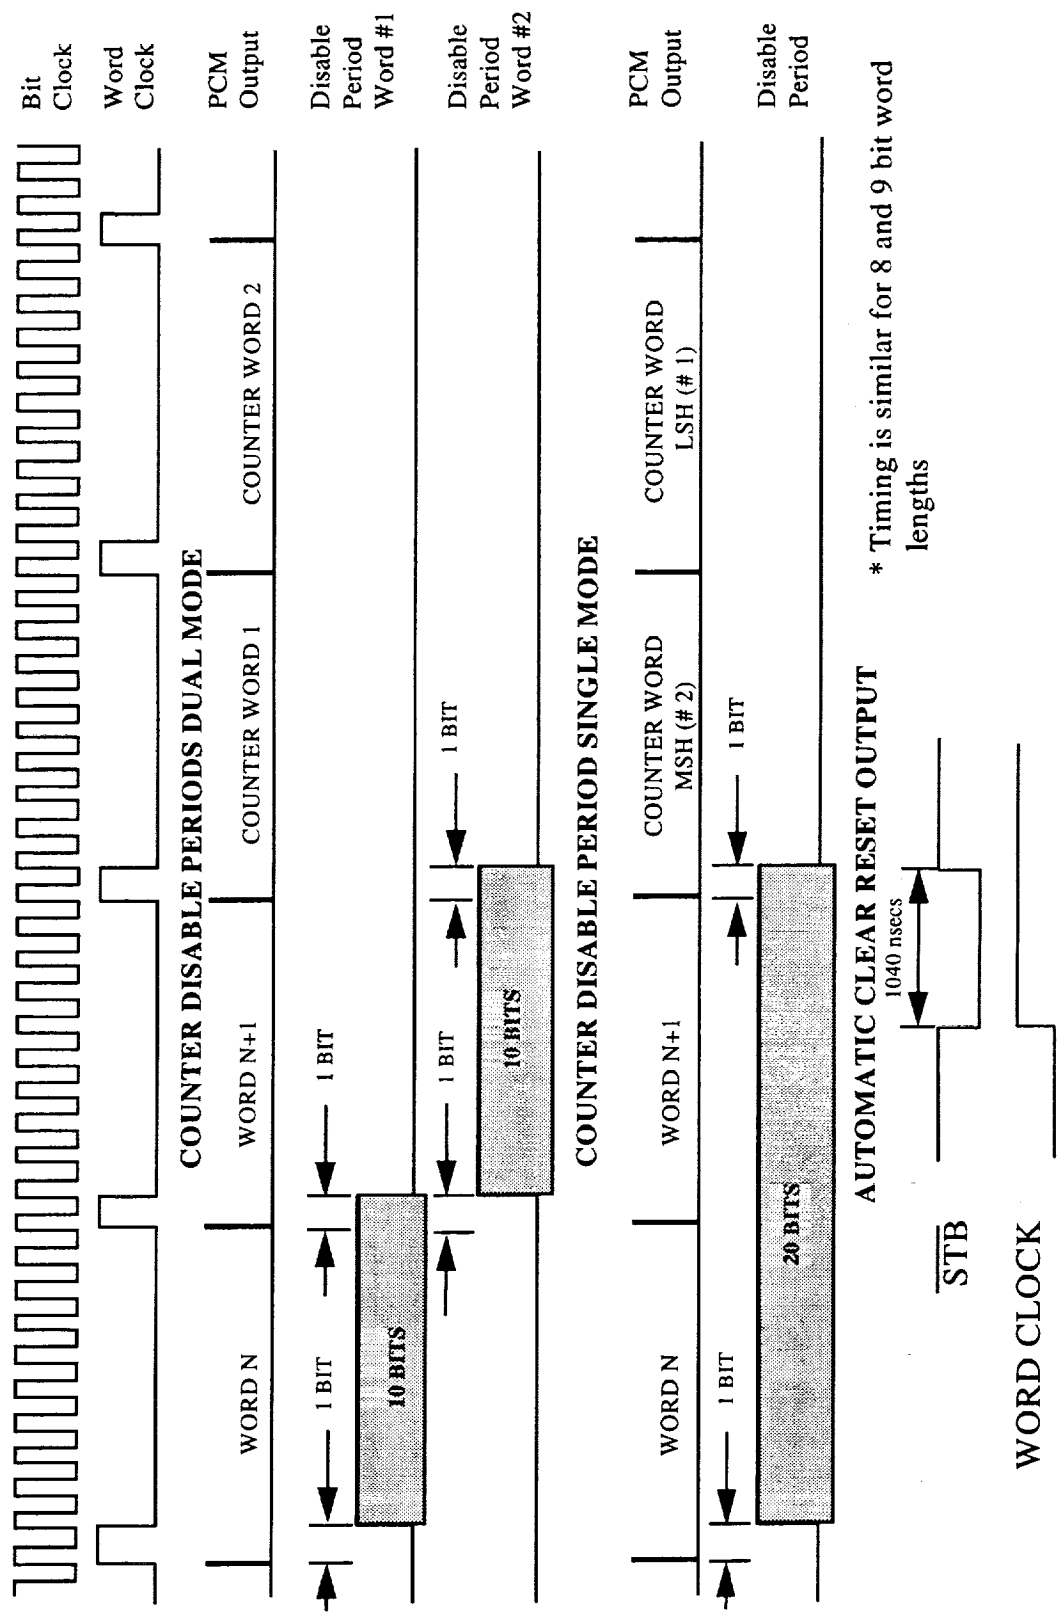 Bit
Clock
Word
Clock
COUNTER DISABLE PERIODS DUAL MODE
WORD N
WORD N+1
COUNTER WORD 1
COUNTER WORD 2
PCM
Output
1 BIT
1 BIT
10 BITS
Disable
Period
Word #1
1 BIT
1 BIT
10 BITS
Disable
Period
Word #2
COUNTER DISABLE PERIOD SINGLE MODE
WORD N
WORD N+1
COUNTER WORD
MSH (# 2)
COUNTER WORD
LSH (# 1)
PCM
Output
1 BIT
1 BIT
20 BITS
Disable
Period
AUTOMATIC CLEAR RESET OUTPUT
* Timing is similar for 8 and 9 bit word
lengths
1040 nsecs
STB
WORD CLOCK